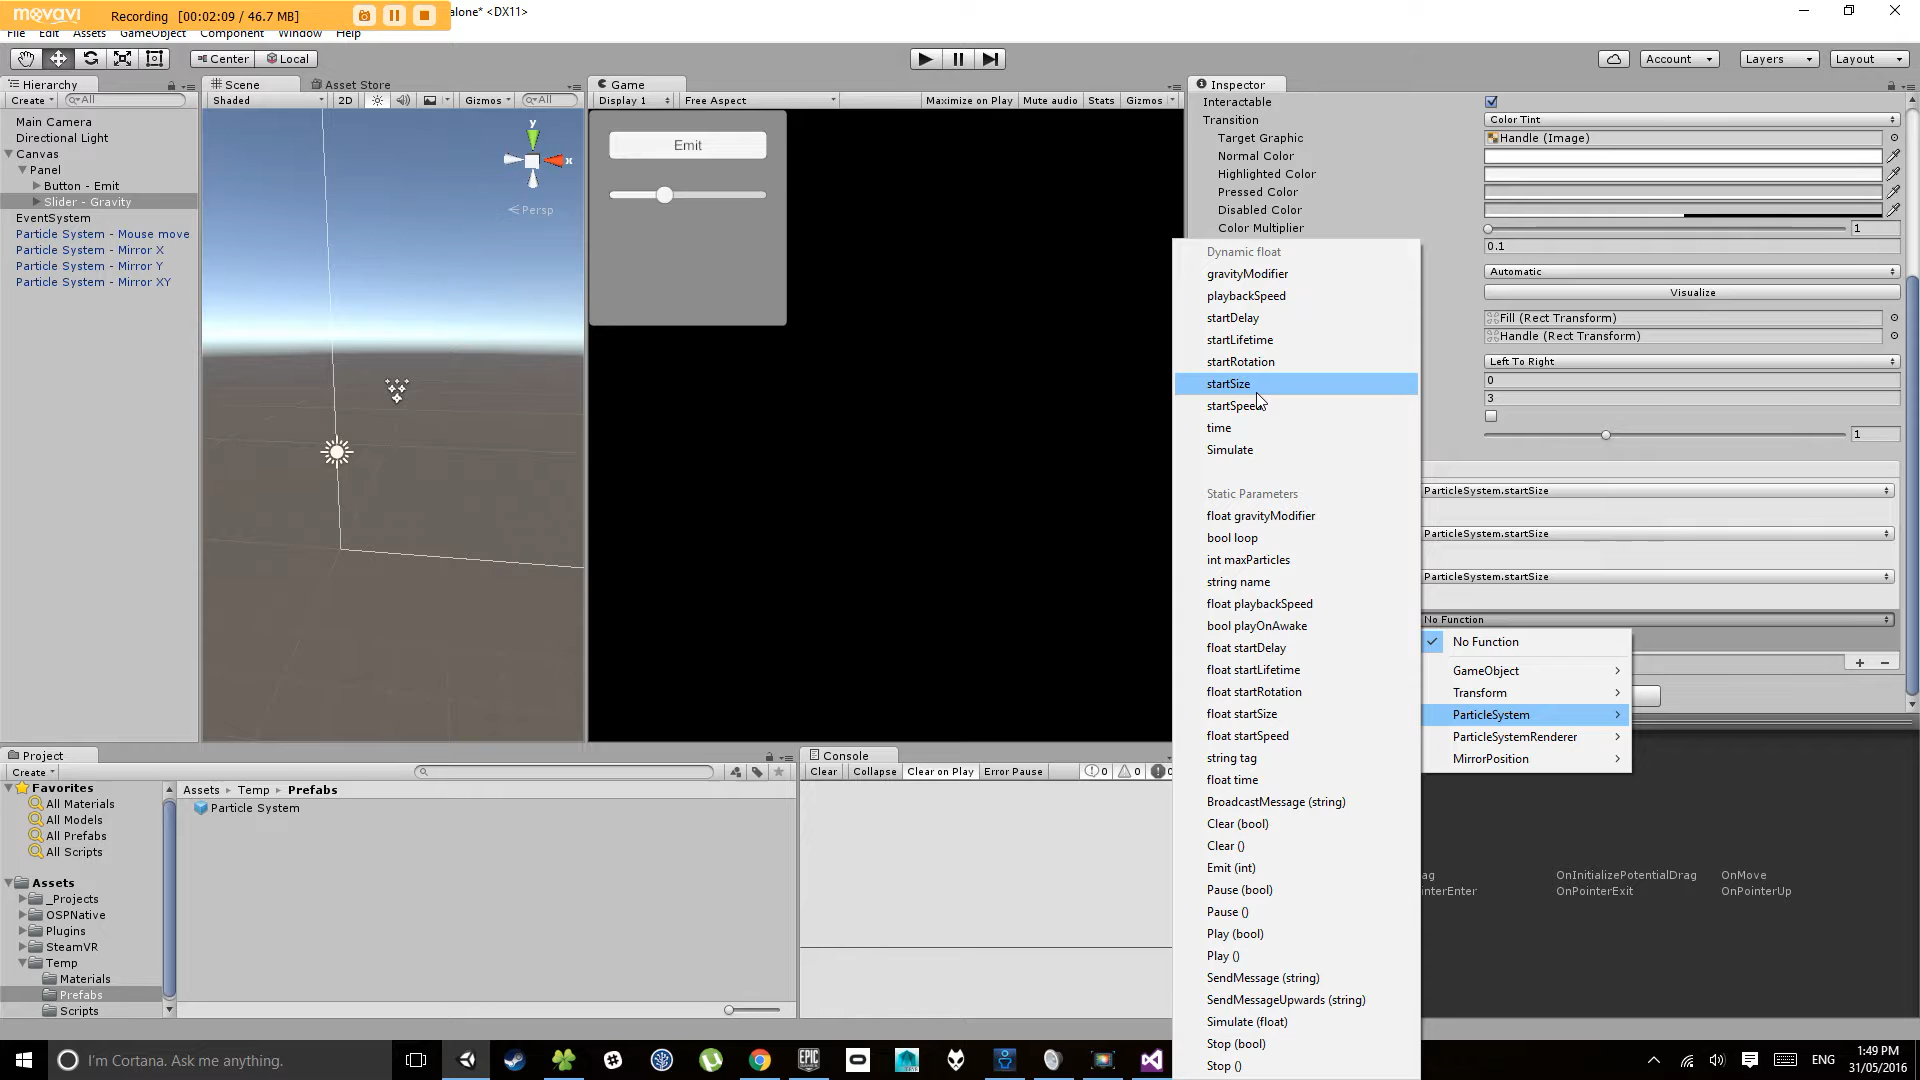 movavi
Recording [00:02:09 / 46.7 MB]
alone* <DX11>
File Edit Assets GameObject Component Window Help
Center Local
Account Layers Layout
Hierarchy
Create All
Main Camera
Directional Light
Canvas
Panel
Button - Emit
Slider - Gravity
EventSystem
Particle System - Mouse move
Particle System - Mirror X
Particle System - Mirror Y
Particle System - Mirror XY
Scene Asset Store
Shaded 2D Gizmos All
y
x
Persp
Game
Display 1 Free Aspect Maximize on Play Mute audio Stats Gizmos
Emit
Inspector
Interactable
Transition Color Tint
Target Graphic Handle (Image)
Normal Color
Highlighted Color
Pressed Color
Disabled Color
Color Multiplier 1
0.1
Automatic
Visualize
Fill (Rect Transform)
Handle (Rect Transform)
Left To Right
0
3
1
ParticleSystem.startSize
ParticleSystem.startSize
ParticleSystem.startSize
No Function
No Function
GameObject
Transform
ParticleSystem
ParticleSystemRenderer
MirrorPosition
Dynamic float
gravityModifier
playbackSpeed
startDelay
startLifetime
startRotation
startSize
startSpeed
time
Simulate
Static Parameters
float gravityModifier
bool loop
int maxParticles
string name
float playbackSpeed
bool playOnAwake
float startDelay
float startLifetime
float startRotation
float startSize
float startSpeed
string tag
float time
BroadcastMessage (string)
Clear (bool)
Clear ()
Emit (int)
Pause (bool)
Pause ()
Play (bool)
Play ()
SendMessage (string)
SendMessageUpwards (string)
Simulate (float)
Stop (bool)
Stop ()
OnInitializePotentialDrag OnMove
OnPointerExit OnPointerUp
Project
Create
Favorites
All Materials
All Models
All Prefabs
All Scripts
Assets
_Projects
OSPNative
Plugins
SteamVR
Temp
Materials
Prefabs
Scripts
Assets Temp Prefabs
Particle System
Console
Clear Collapse Clear on Play Error Pause 0 0 0
I'm Cortana. Ask me anything.
ENG
1:49 PM
31/05/2016